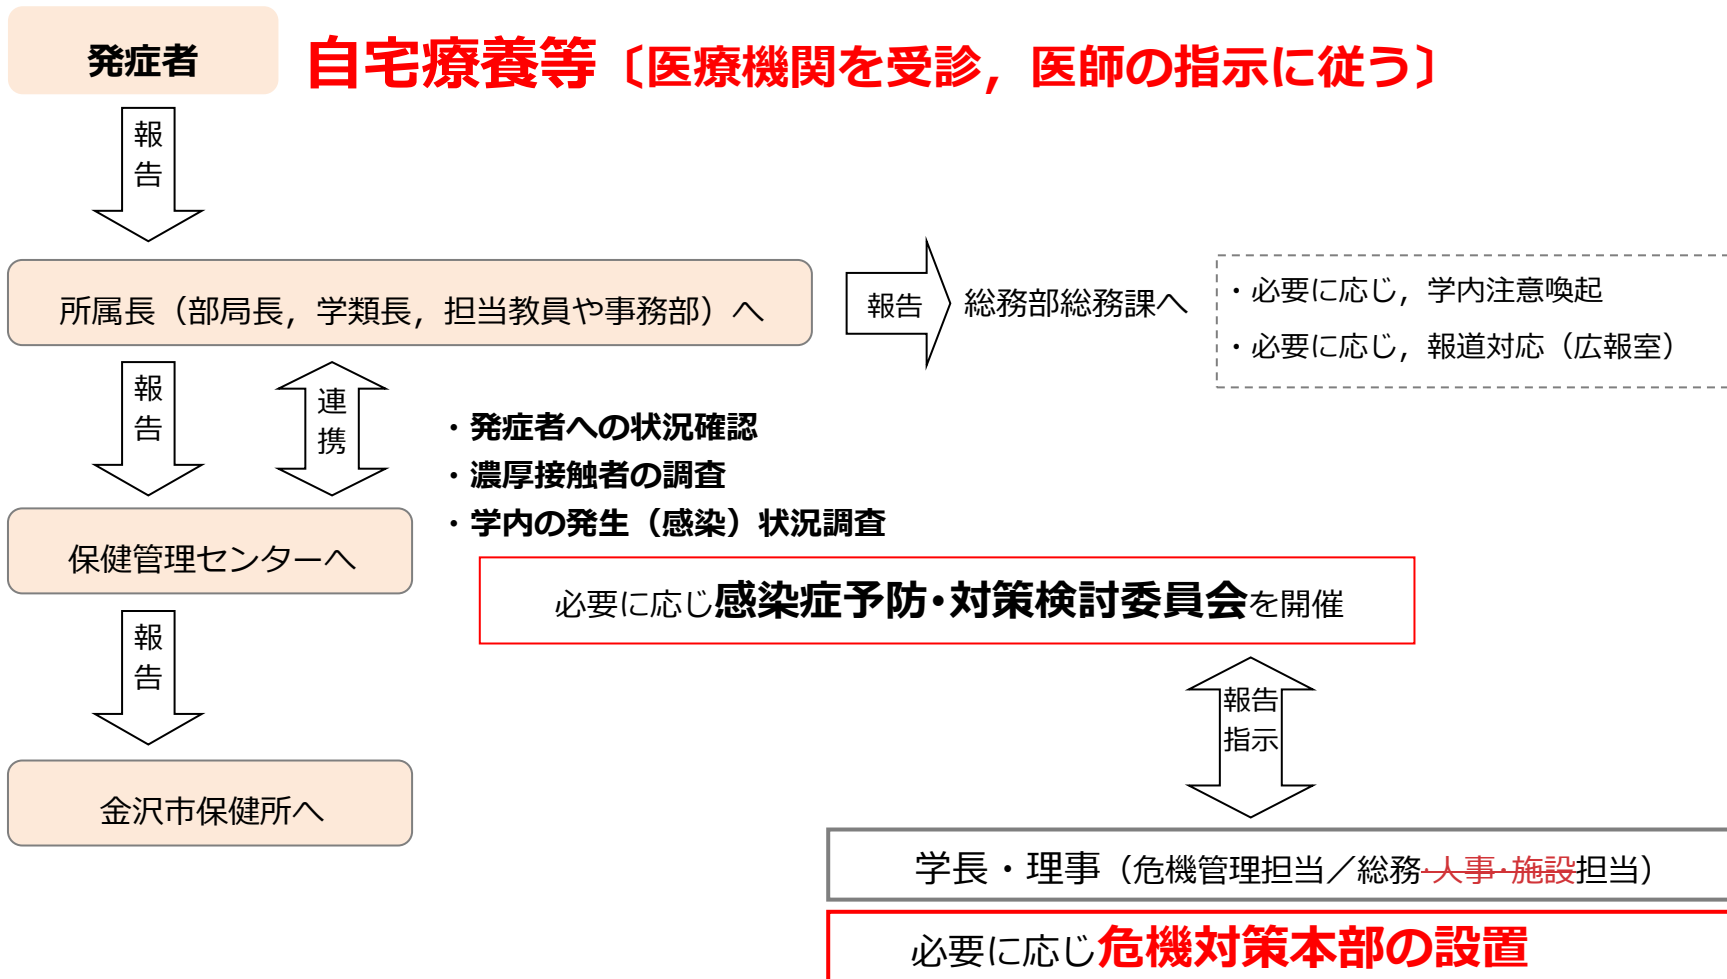 発症者
自宅療養等〔医療機関を受診，医師の指示に従う〕
報
告
所属長（部局長，学類長，担当教員や事務部）へ
報告
総務部総務課へ
・必要に応じ，学内注意喚起
・必要に応じ，報道対応（広報室）
報
告
連
携
・発症者への状況確認
・濃厚接触者の調査
・学内の発生（感染）状況調査
保健管理センターへ
必要に応じ感染症予防・対策検討委員会を開催
報
告
報告
指示
金沢市保健所へ
学長・理事（危機管理担当／総務・人事・施設担当）
必要に応じ危機対策本部の設置